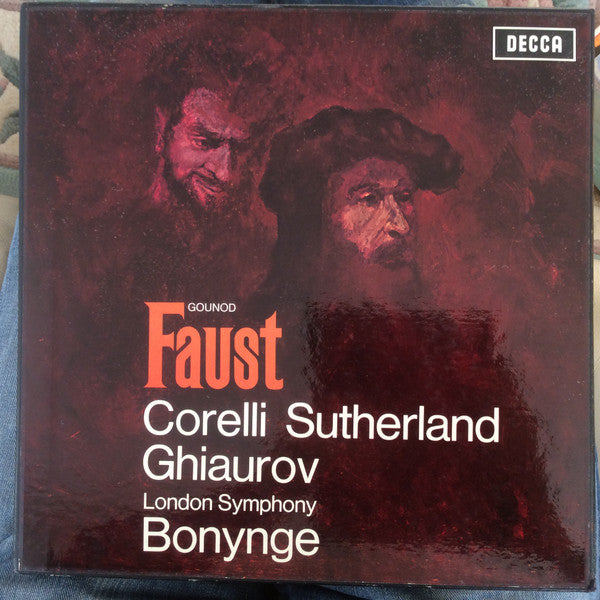 DECCA
GOUNOD
Faust
Corelli Sutherland
Ghiaurov
London Symphony
Bonynge